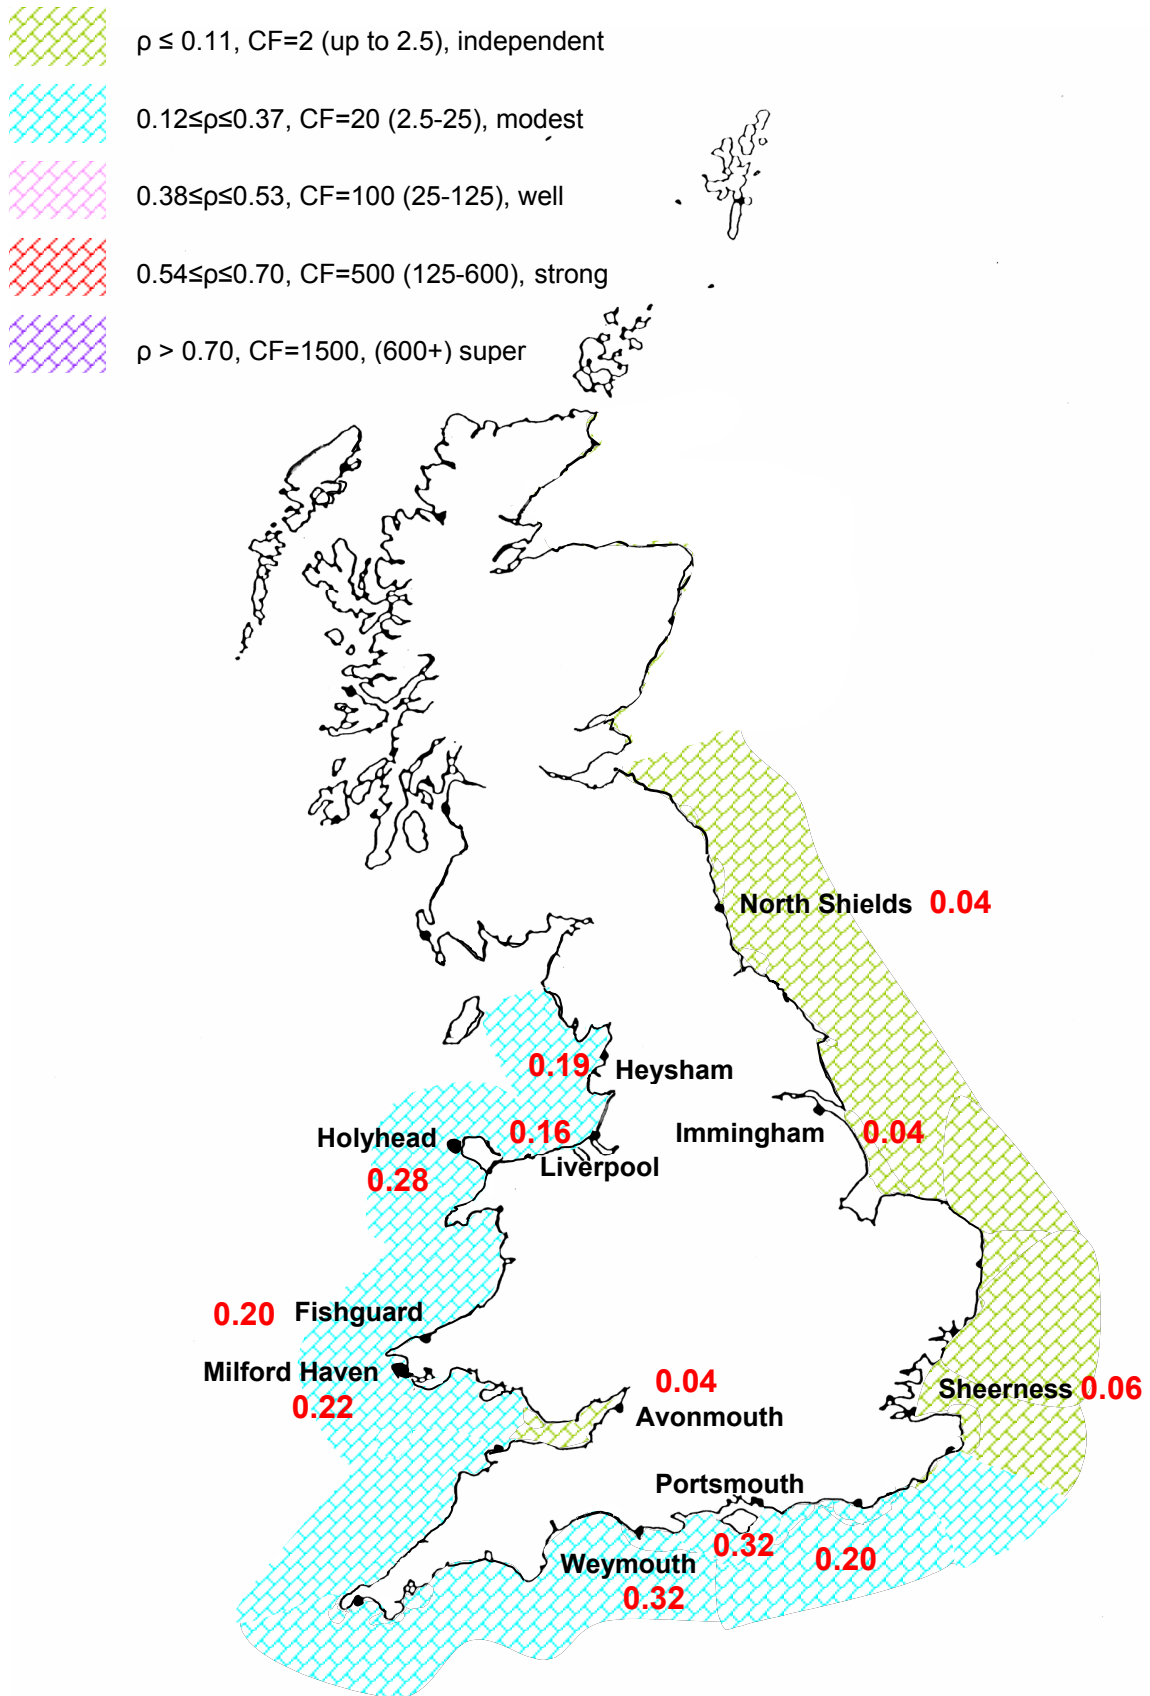 ρ ≤ 0.11, CF=2 (up to 2.5), independent
0.12≤ρ≤0.37, CF=20 (2.5-25), modest
0.38≤ρ≤0.53, CF=100 (25-125), well
0.54≤ρ≤0.70, CF=500 (125-600), strong
ρ > 0.70, CF=1500, (600+) super
North Shields 0.04
0.19 Heysham
Holyhead 0.16 Immingham 0.04
Liverpool
0.28
0.20 Fishguard
Milford Haven 0.04 Sheerness 0.06
0.22 Avonmouth
Portsmouth
0.32 0.20
Weymouth
0.32